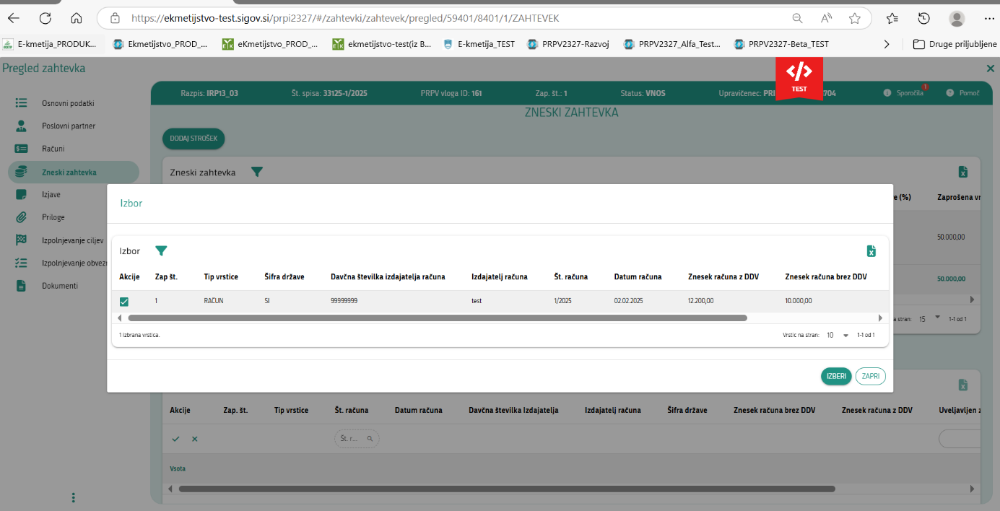 https://ekmetijstvo-test.sigov.si/prpi2327/#/zahtevki/zahtevek/pregled/59401/8401/1/ZAHTEVEK
E-kmetija_PRODUK... Ekmetijstvo_PROD_... eKmetijstvo_PROD_... ekmetijstvo-test(iz B... E-kmetija_TEST PRPV2327-Razvoj PRPV2327_Alfa_Test... PRPV2327-Beta_TEST Druge priljubljene
Pregled zahtevka
TEST
Razpis: IRP13_03 Št. spisa: 33125-1/2025 PRPV vloga ID: 161 Zap. št.: 1 Status: VNOS Upravičenec: PRI 704 Sporočila 1 Pomoč
Osnovni podatki
Poslovni partner
Računi
Zneski zahtevka
Izjave
Priloge
Izpolnjevanje ciljev
Izpolnjevanje obvez
Dokumenti
ZNESKI ZAHTEVKA
DODAJ STROŠEK
Zneski zahtevka
e (%) Zaprošena vr
50.000,00
50.000,00
a stran: 15 1-1 od 1
Izbor
Izbor
Akcije Zap št. Tip vrstice Šifra države Davčna številka izdajatelja računa Izdajatelj računa Št. računa Datum računa Znesek računa z DDV Znesek računa brez DDV
1 RAČUN SI 99999999 test 1/2025 02.02.2025 12.200,00 10.000,00
1 izbrana vrstica. Vrstic na stran: 10 1-1 od 1
IZBERI ZAPRI
Akcije Zap. št. Tip vrstice Št. računa Datum računa Davčna številka Izdajatelja Izdajatelj računa Šifra države Znesek računa brez DDV Znesek računa z DDV Uveljavljen z
Št. r...
Vsota